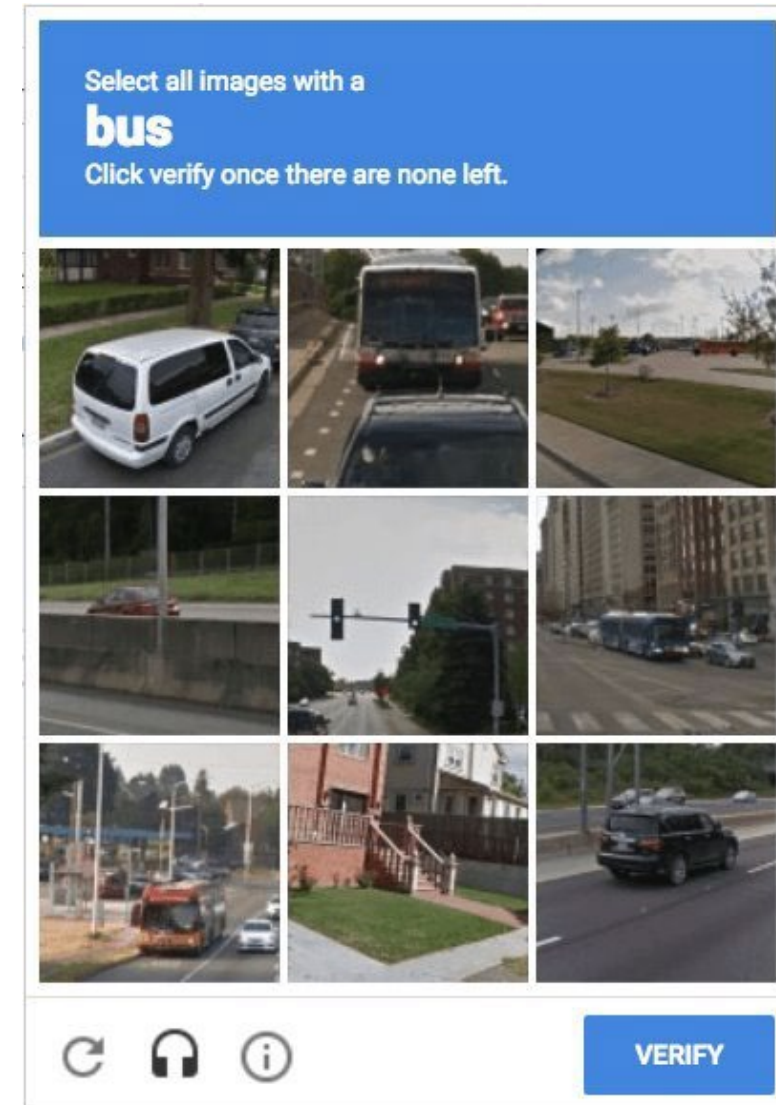 Select all images with a
bus
Click verify once there are none left.
VERIFY